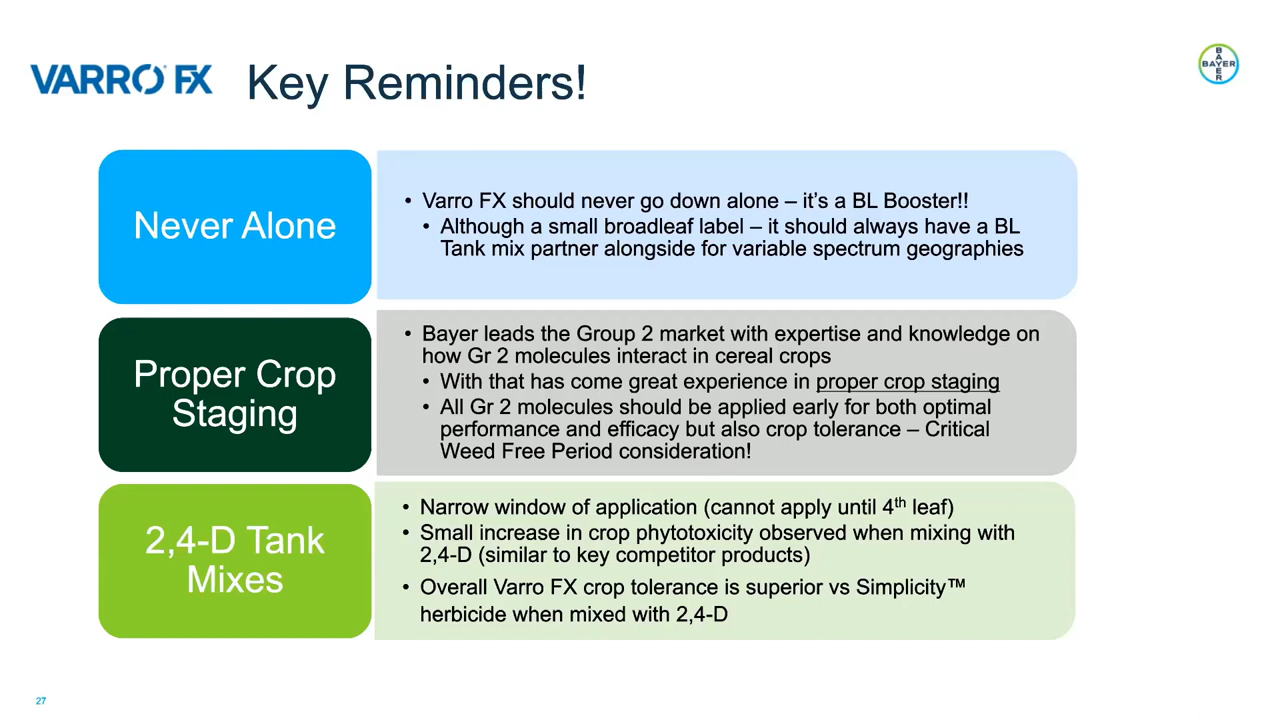 VARRO FX Key Reminders!
BAYER
BAYER
Never Alone
• Varro FX should never go down alone – it's a BL Booster!!
• Although a small broadleaf label – it should always have a BL
Tank mix partner alongside for variable spectrum geographies
Proper Crop
Staging
• Bayer leads the Group 2 market with expertise and knowledge on
how Gr 2 molecules interact in cereal crops
• With that has come great experience in proper crop staging
• All Gr 2 molecules should be applied early for both optimal
performance and efficacy but also crop tolerance – Critical
Weed Free Period consideration!
2,4-D Tank
Mixes
• Narrow window of application (cannot apply until 4th leaf)
• Small increase in crop phytotoxicity observed when mixing with
2,4-D (similar to key competitor products)
• Overall Varro FX crop tolerance is superior vs Simplicity™
herbicide when mixed with 2,4-D
27